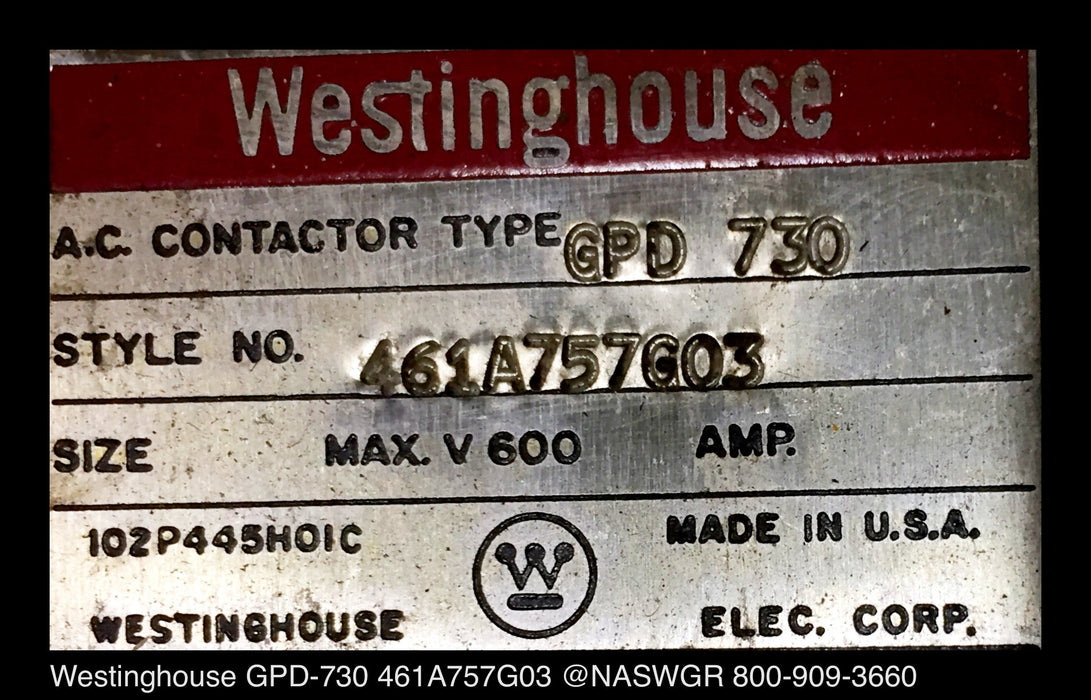 Westinghouse
A.C. CONTACTOR TYPE GPD 730
STYLE NO. 461A757G03
SIZE MAX. V 600 AMP.
102P445H01C
W
MADE IN U.S.A.
WESTINGHOUSE ELEC. CORP.
Westinghouse GPD-730 461A757G03 @NASWGR 800-909-3660